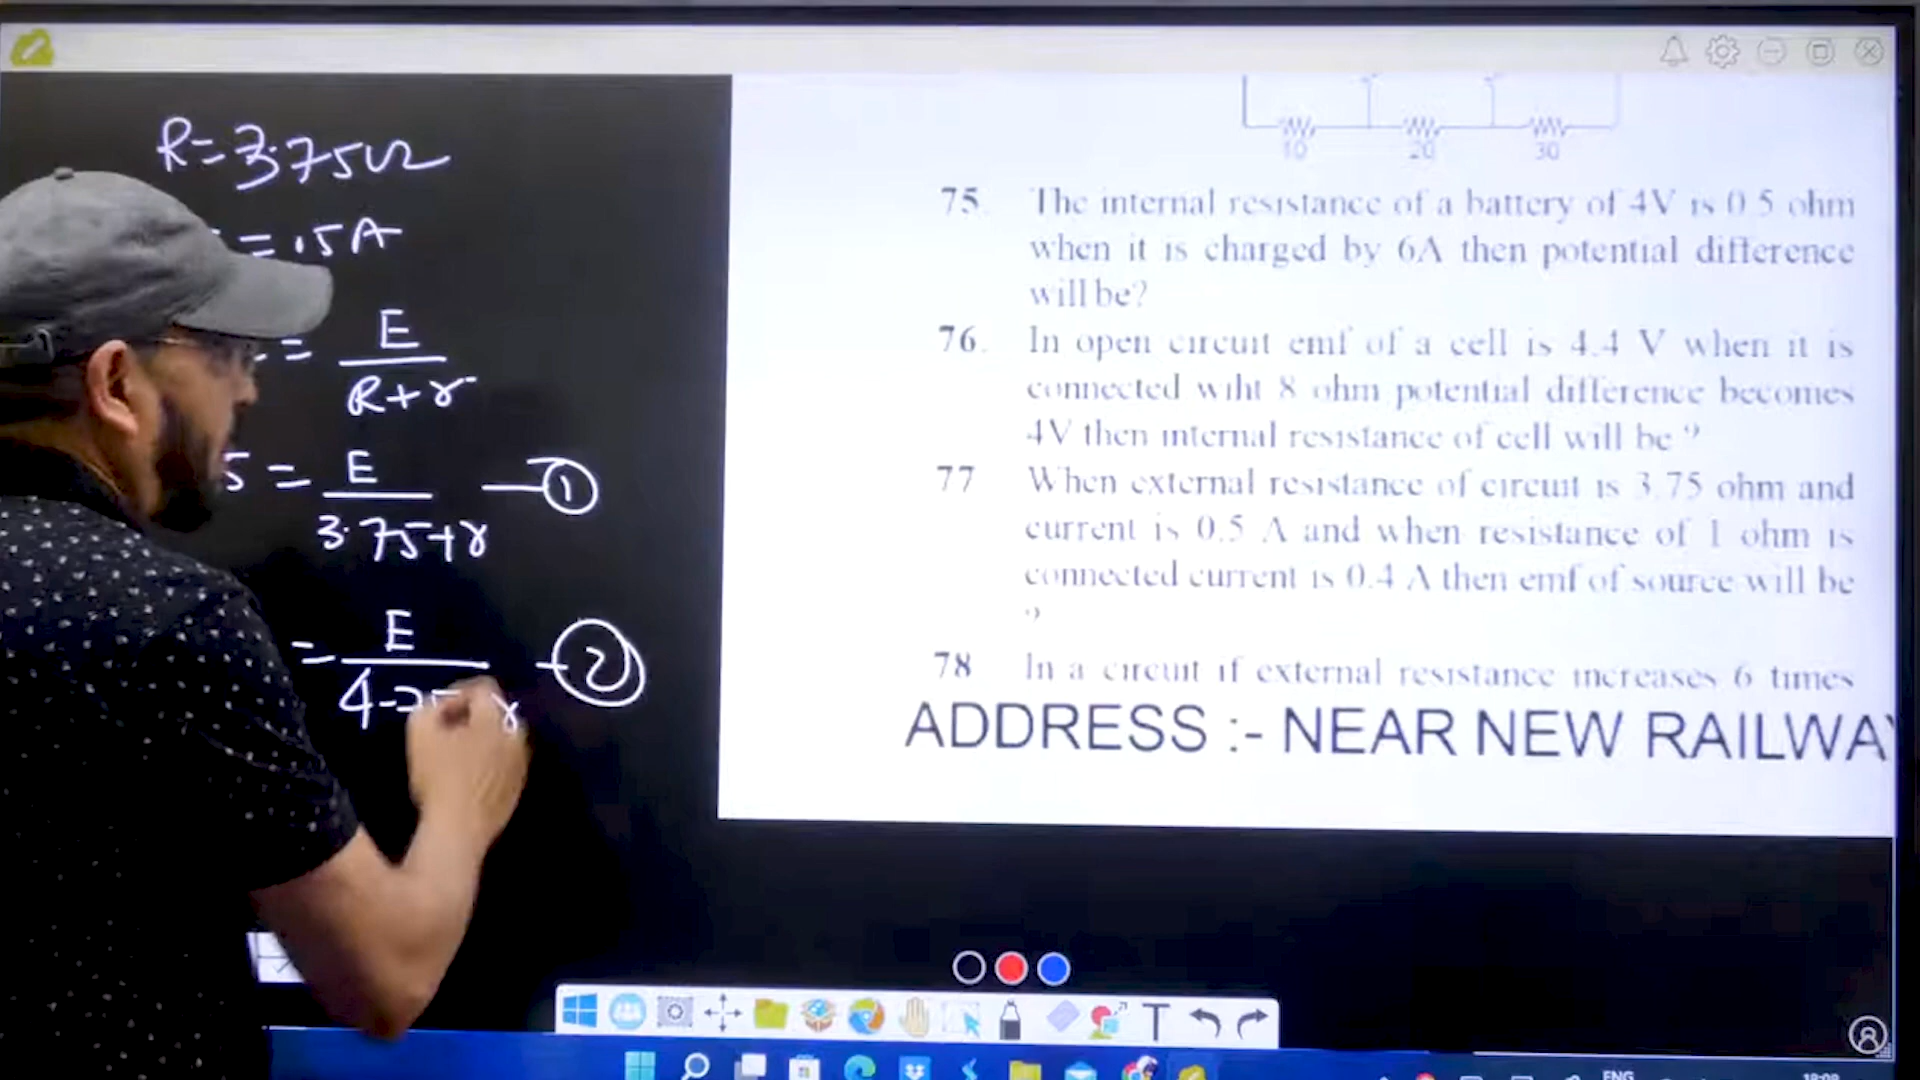 R=3.75Ω
= .5A
= E
R+r
5 = E — 1
3.75+r
= E — 2
r
10 20 30
75. The internal resistance of a battery of 4V is 0.5 ohm
when it is charged by 6A then potential difference
will be?
76. In open circuit emf of a cell is 4.4 V when it is
connected wiht 8 ohm potential difference becomes
4V then internal resistance of cell will be ?
77 When external resistance of circuit is 3.75 ohm and
current is 0.5 A and when resistance of 1 ohm is
connected current is 0.4 A then emf of source will be
?
78 In a circuit if external resistance increases 6 times
ADDRESS :- NEAR NEW RAILWAY
T
ENG